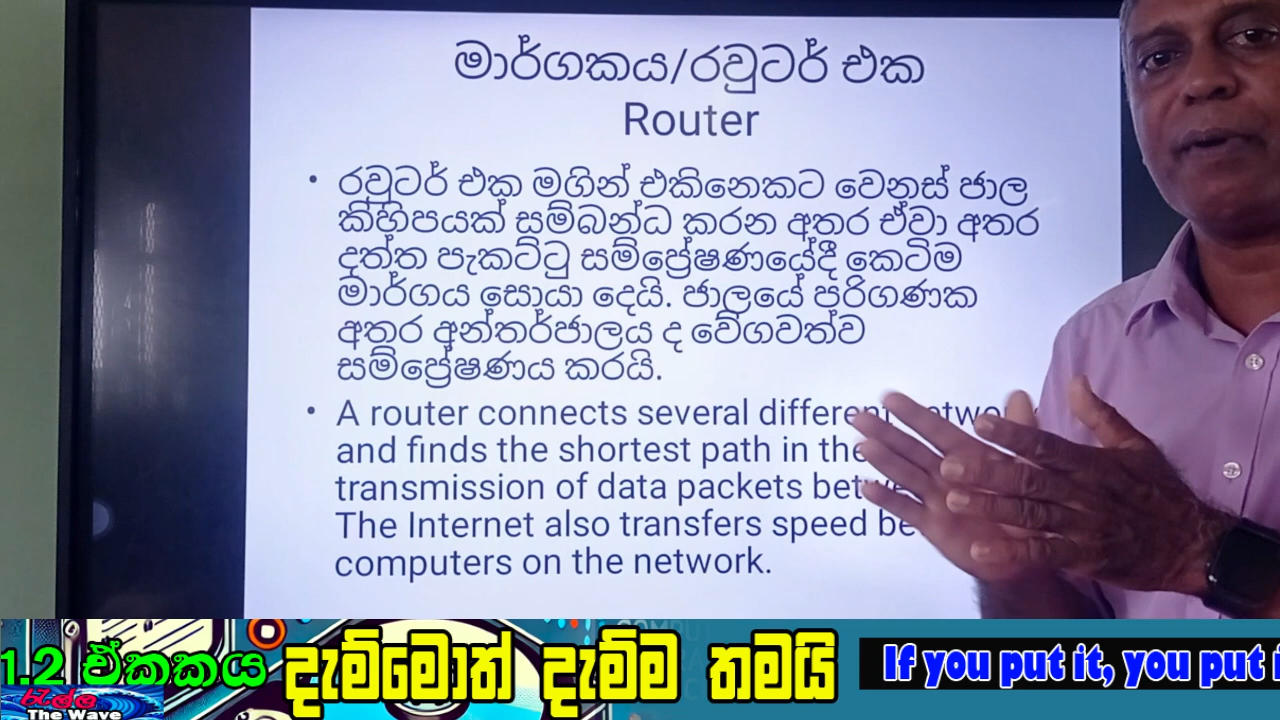 මාර්ගකය/රවුටර් එක
Router
• රවුටර් එක මගින් එකිනෙකට වෙනස් ජාල
කිහිපයක් සම්බන්ධ කරන අතර ඒවා අතර
දත්ත පැකට්ටු සම්ප්‍රේෂණයේදී කෙටිම
මාර්ගය සොයා දෙයි. ජාලයේ පරිගණක
අතර අන්තර්ජාලය ද වේගවත්ව
සම්ප්‍රේෂණය කරයි.
• A router connects several different
and finds the shortest path in the
transmission of data packets
The Internet also transfers speed
computers on the network.
1.2 ඒකකය
දැම්මොත් දැම්ම තමයි
If you put it, you put
රැල්ල
The Wave